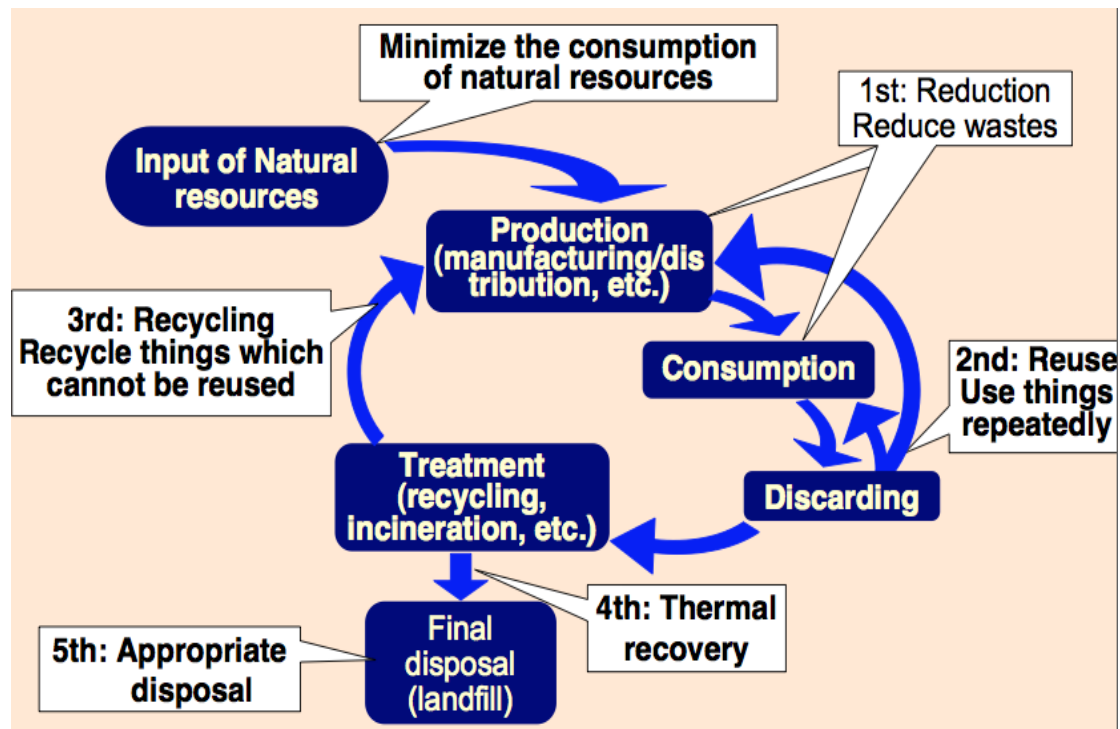 Minimize the consumption
of natural resources
1st: Reduction
Reduce wastes
Input of Natural
resources
Production
(manufacturing/dis
tribution, etc.)
3rd: Recycling
Recycle things which
cannot be reused
Consumption
2nd: Reuse
Use things
repeatedly
Treatment
(recycling,
incineration, etc.)
Discarding
4th: Thermal
recovery
Final
disposal
(landfill)
5th: Appropriate
disposal